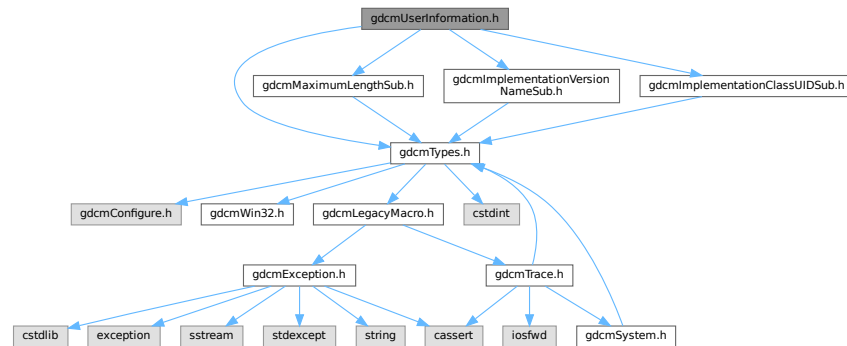 gdcmUserInformation.h
gdcmMaximumLengthSub.h
gdcmImplementationVersion
NameSub.h
gdcmImplementationClassUIDSub.h
gdcmTypes.h
gdcmConfigure.h
gdcmWin32.h
gdcmLegacyMacro.h
cstdint
gdcmException.h
gdcmTrace.h
cstdlib
exception
sstream
stdexcept
string
cassert
iosfwd
gdcmSystem.h